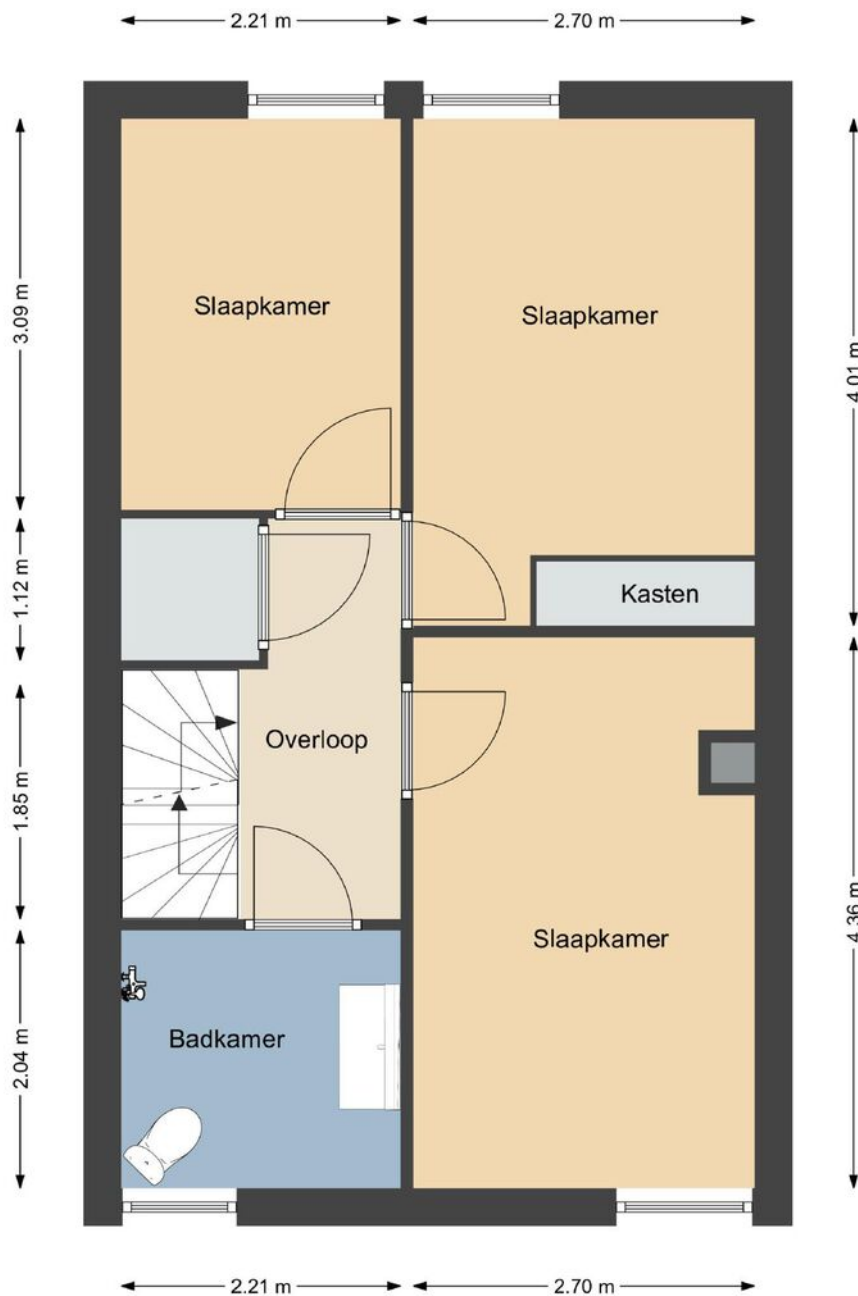 2.21 m
2.70 m
3.09 m
4.01 m
Slaapkamer
Slaapkamer
1.12 m
Kasten
Overloop
1.85 m
4.36 m
Slaapkamer
2.04 m
Badkamer
2.21 m
2.70 m